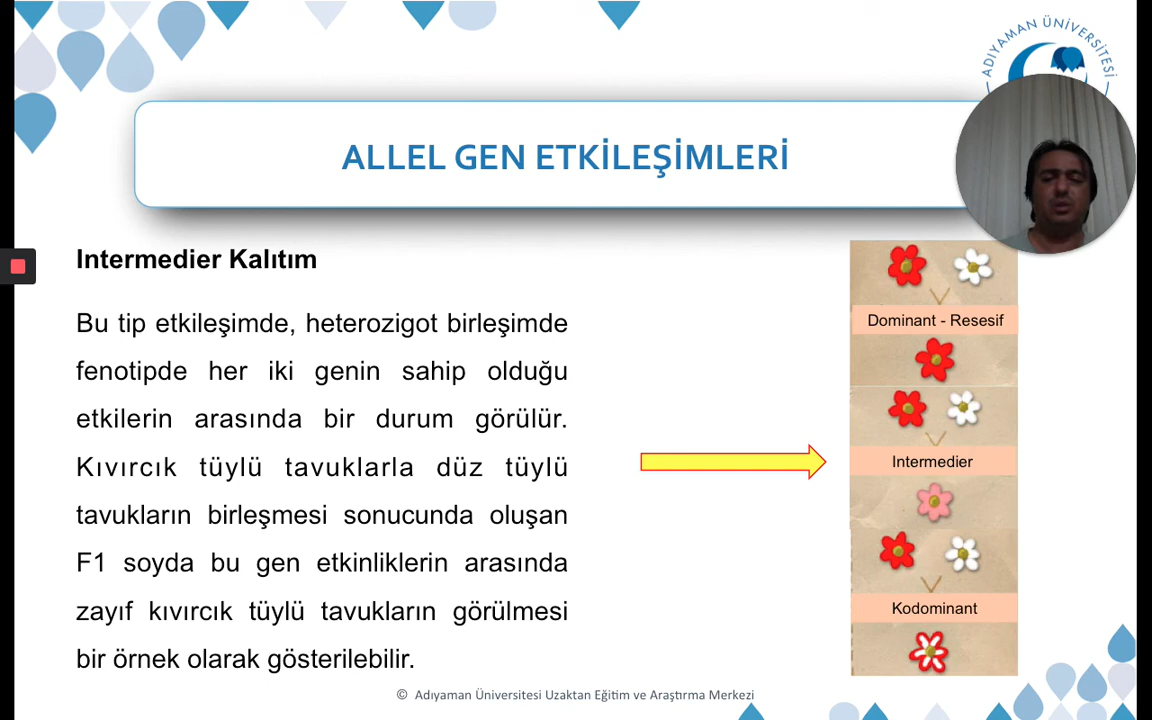 ADIYAMAN ÜNİVERSİTESİ
ALLEL GEN ETKİLEŞİMLERİ
Intermedier Kalıtım
Bu tip etkileşimde, heterozigot birleşimde
fenotipde her iki genin sahip olduğu
etkilerin arasında bir durum görülür.
Kıvırcık tüylü tavuklarla düz tüylü
tavukların birleşmesi sonucunda oluşan
F1 soyda bu gen etkinliklerin arasında
zayıf kıvırcık tüylü tavukların görülmesi
bir örnek olarak gösterilebilir.
Dominant - Resesif
Intermedier
Kodominant
© Adıyaman Üniversitesi Uzaktan Eğitim ve Araştırma Merkezi